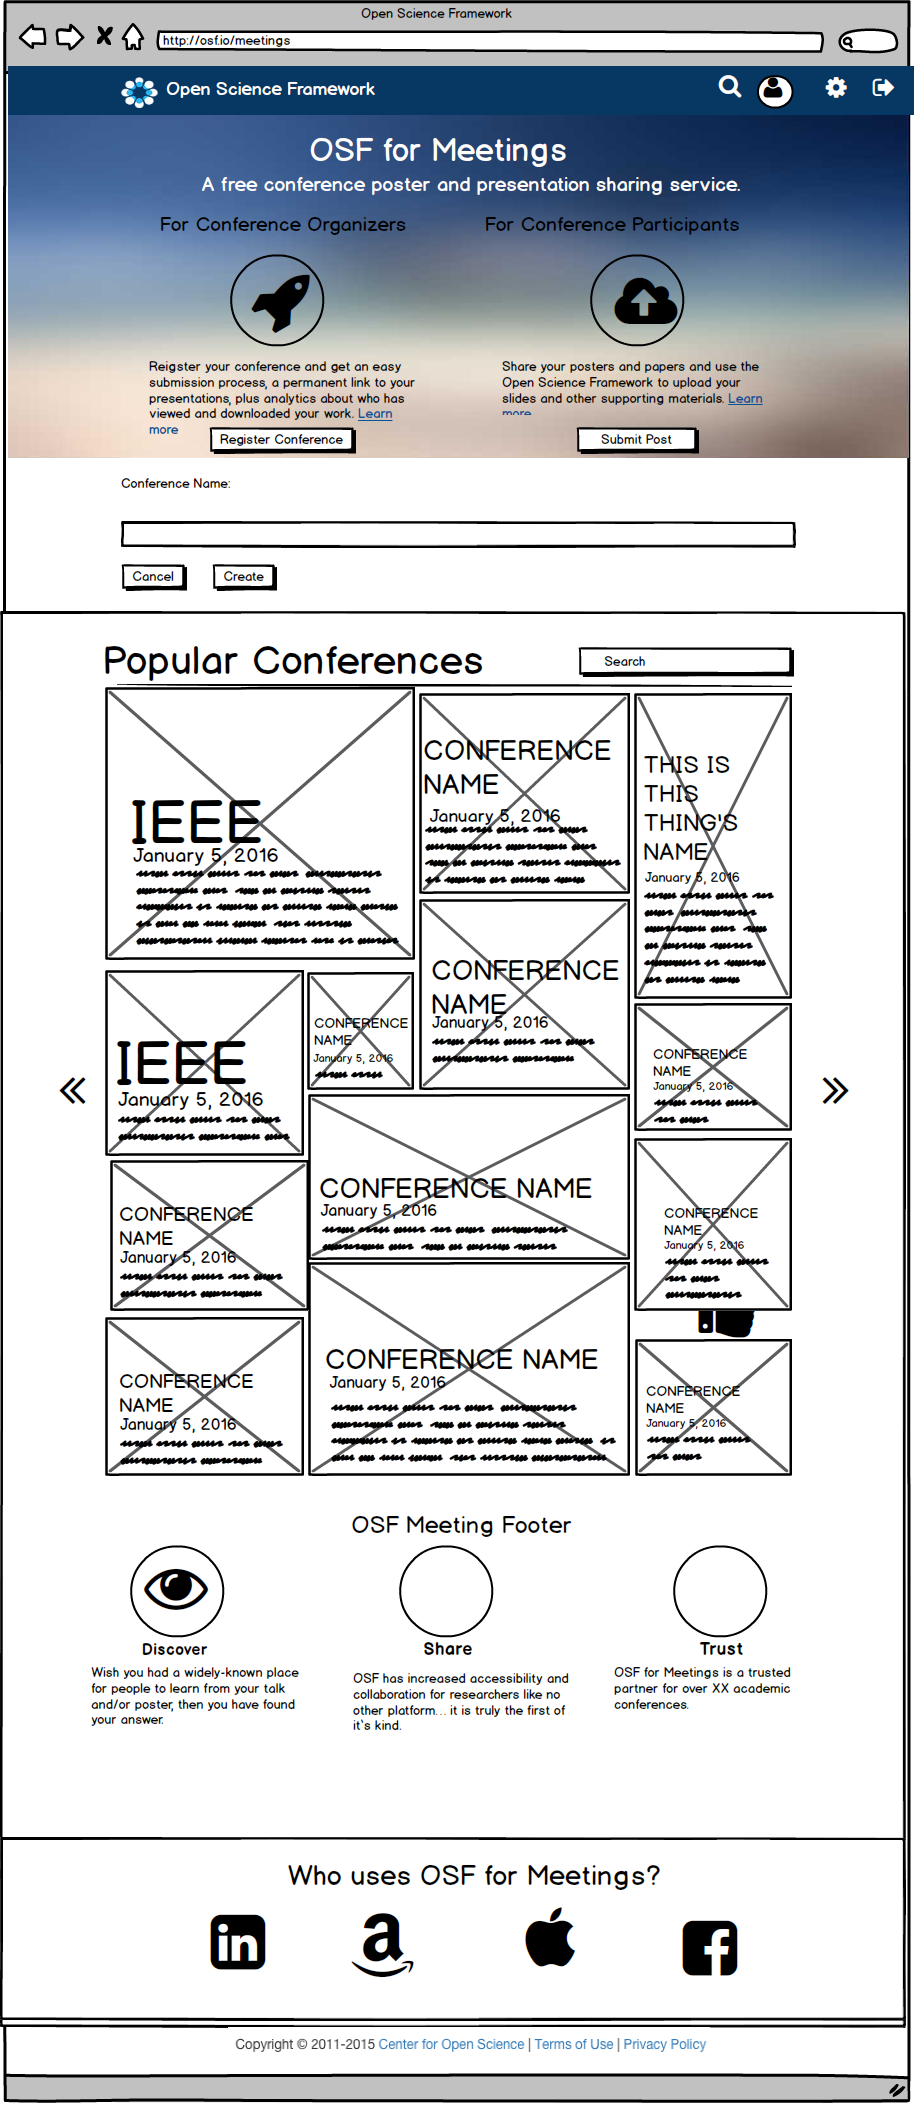 Open Science Framework
http://osf.io/meetings
Open Science Framework
OSF for Meetings
A free conference poster and presentation sharing service.
For Conference Organizers
Reigster your conference and get an easy
submission process, a permanent link to your
presentations, plus analytics about who has
viewed and downloaded your work. Learn
more
Register Conference
For Conference Participants
Share your posters and papers and use the
Open Science Framework to upload your
slides and other supporting materials. Learn
more
Submit Post
Conference Name:
Cancel
Create
Popular Conferences
Search
IEEE
January 5, 2016
CONFERENCE
NAME
January 5, 2016
THIS IS
THIS
THING'S
NAME
January 5, 2016
CONFERENCE
NAME
January 5, 2016
IEEE
January 5, 2016
CONFERENCE
NAME
January 5, 2016
CONFERENCE
NAME
January 5, 2016
CONFERENCE NAME
January 5, 2016
CONFERENCE
NAME
January 5, 2016
CONFERENCE
NAME
January 5, 2016
CONFERENCE NAME
January 5, 2016
CONFERENCE
NAME
January 5, 2016
CONFERENCE
NAME
January 5, 2016
OSF Meeting Footer
Discover
Wish you had a widely-known place
for people to learn from your talk
and/or poster, then you have found
your answer.
Share
OSF has increased accessibility and
collaboration for researchers like no
other platform... it is truly the first of
it's kind.
Trust
OSF for Meetings is a trusted
partner for over XX academic
conferences.
Who uses OSF for Meetings?
in
a
f
Copyright © 2011-2015 Center for Open Science | Terms of Use | Privacy Policy